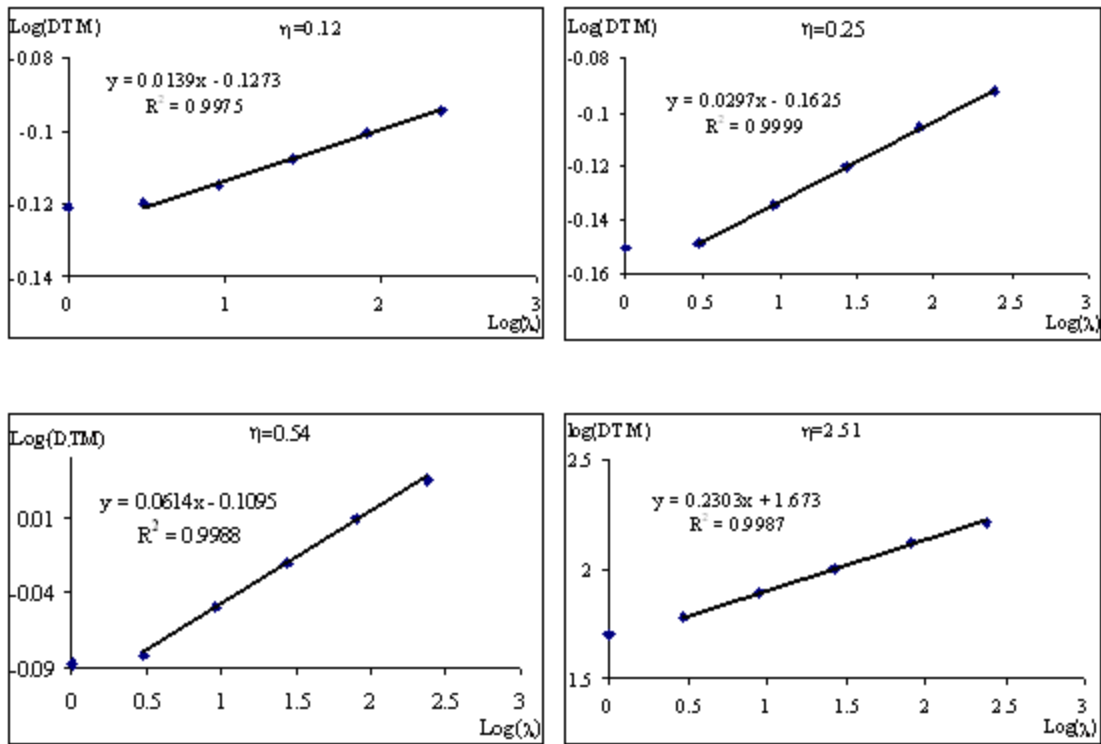 Log(DTM) η=0.12
-0.08
y = 0.0139x - 0.1273
R² = 0.9975
-0.1
-0.12
-0.14
0 1 2 3
Log(λ)
Log(DTM) η=0.25
-0.08
y = 0.0297x - 0.1625
R² = 0.9999
-0.1
-0.12
-0.14
-0.16
0 0.5 1 1.5 2 2.5 3
Log(λ)
Log(DTM) η=0.54
y = 0.0614x - 0.1095
R² = 0.9988
0.01
-0.04
-0.09
0 0.5 1 1.5 2 2.5 3
Log(λ)
log(DTM) η=2.51
2.5
y = 0.2303x + 1.673
R² = 0.9987
2
1.5
0 0.5 1 1.5 2 2.5 3
Log(λ)